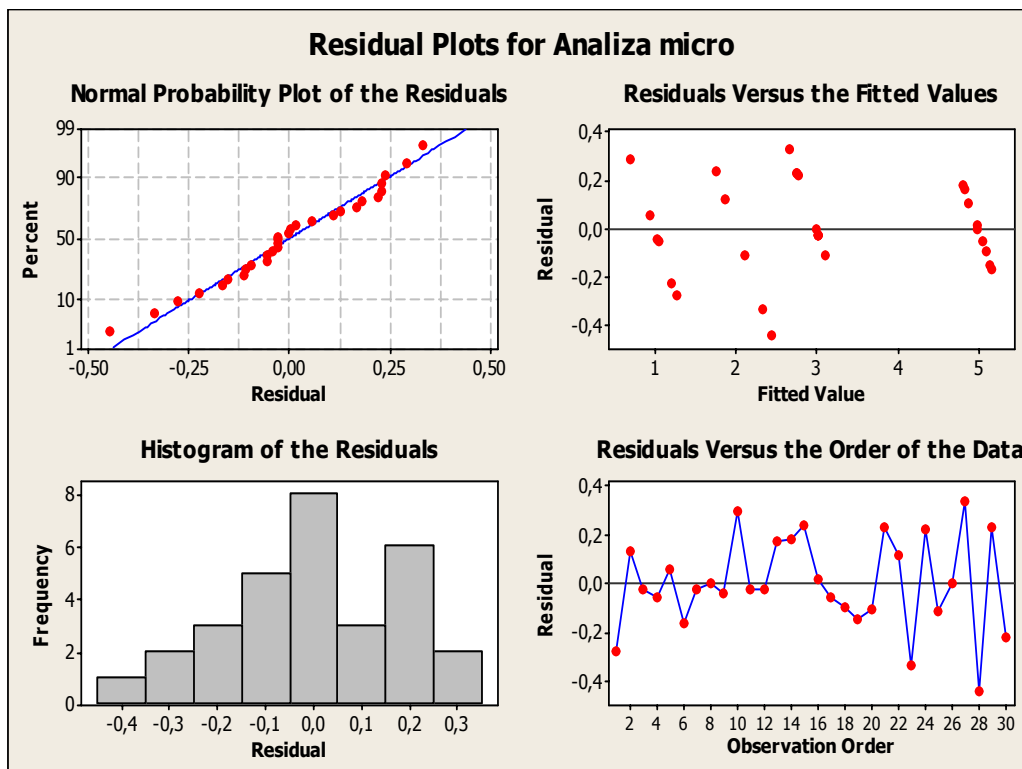 Residual Plots for Analiza micro
Normal Probability Plot of the Residuals
99
90
50
10
1
Percent
-0,50 -0,25 0,00 0,25 0,50
Residual
Residuals Versus the Fitted Values
0,4
0,2
0,0
-0,2
-0,4
Residual
1 2 3 4 5
Fitted Value
Histogram of the Residuals
8
6
4
2
0
Frequency
-0,4 -0,3 -0,2 -0,1 0,0 0,1 0,2 0,3
Residual
Residuals Versus the Order of the Data
0,4
0,2
0,0
-0,2
-0,4
Residual
2 4 6 8 10 12 14 16 18 20 22 24 26 28 30
Observation Order